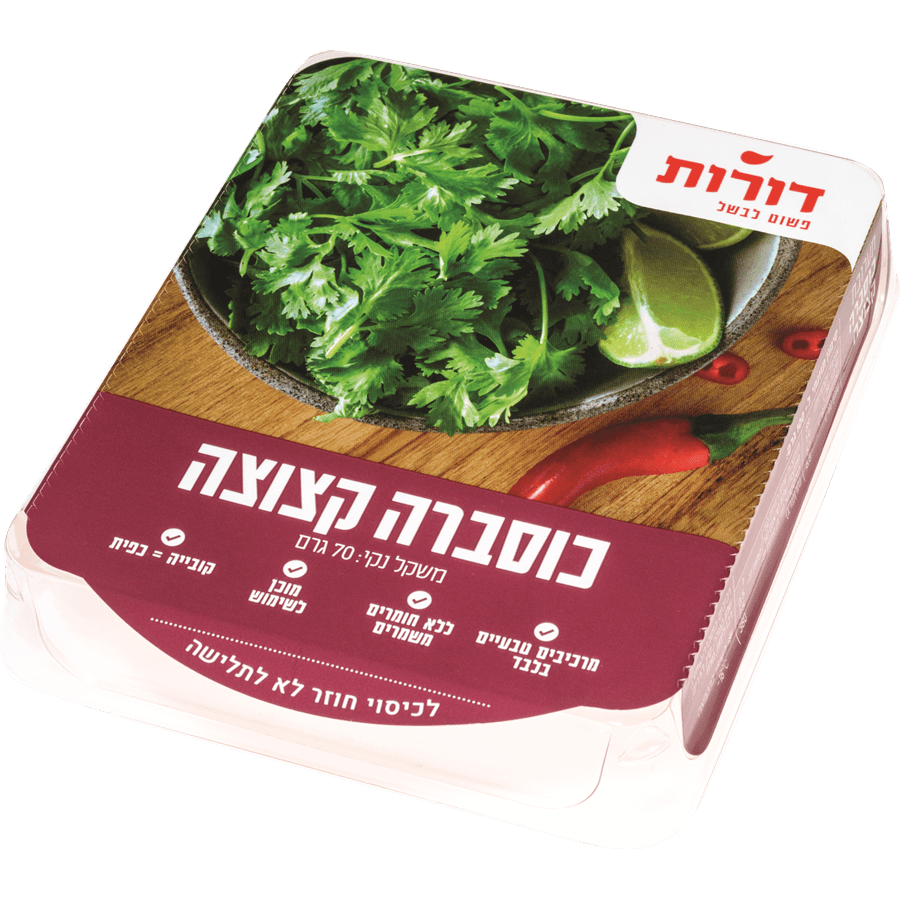 דורות
פשוט לבשל
כוסברה קצוצה
משקל נקי: 70 גרם
מרכיבים טבעיים
בלבד
ללא חומרים
משמרים
מוכן
לשימוש
קובייה = כפית
לכיסוי חוזר לא לתלישה